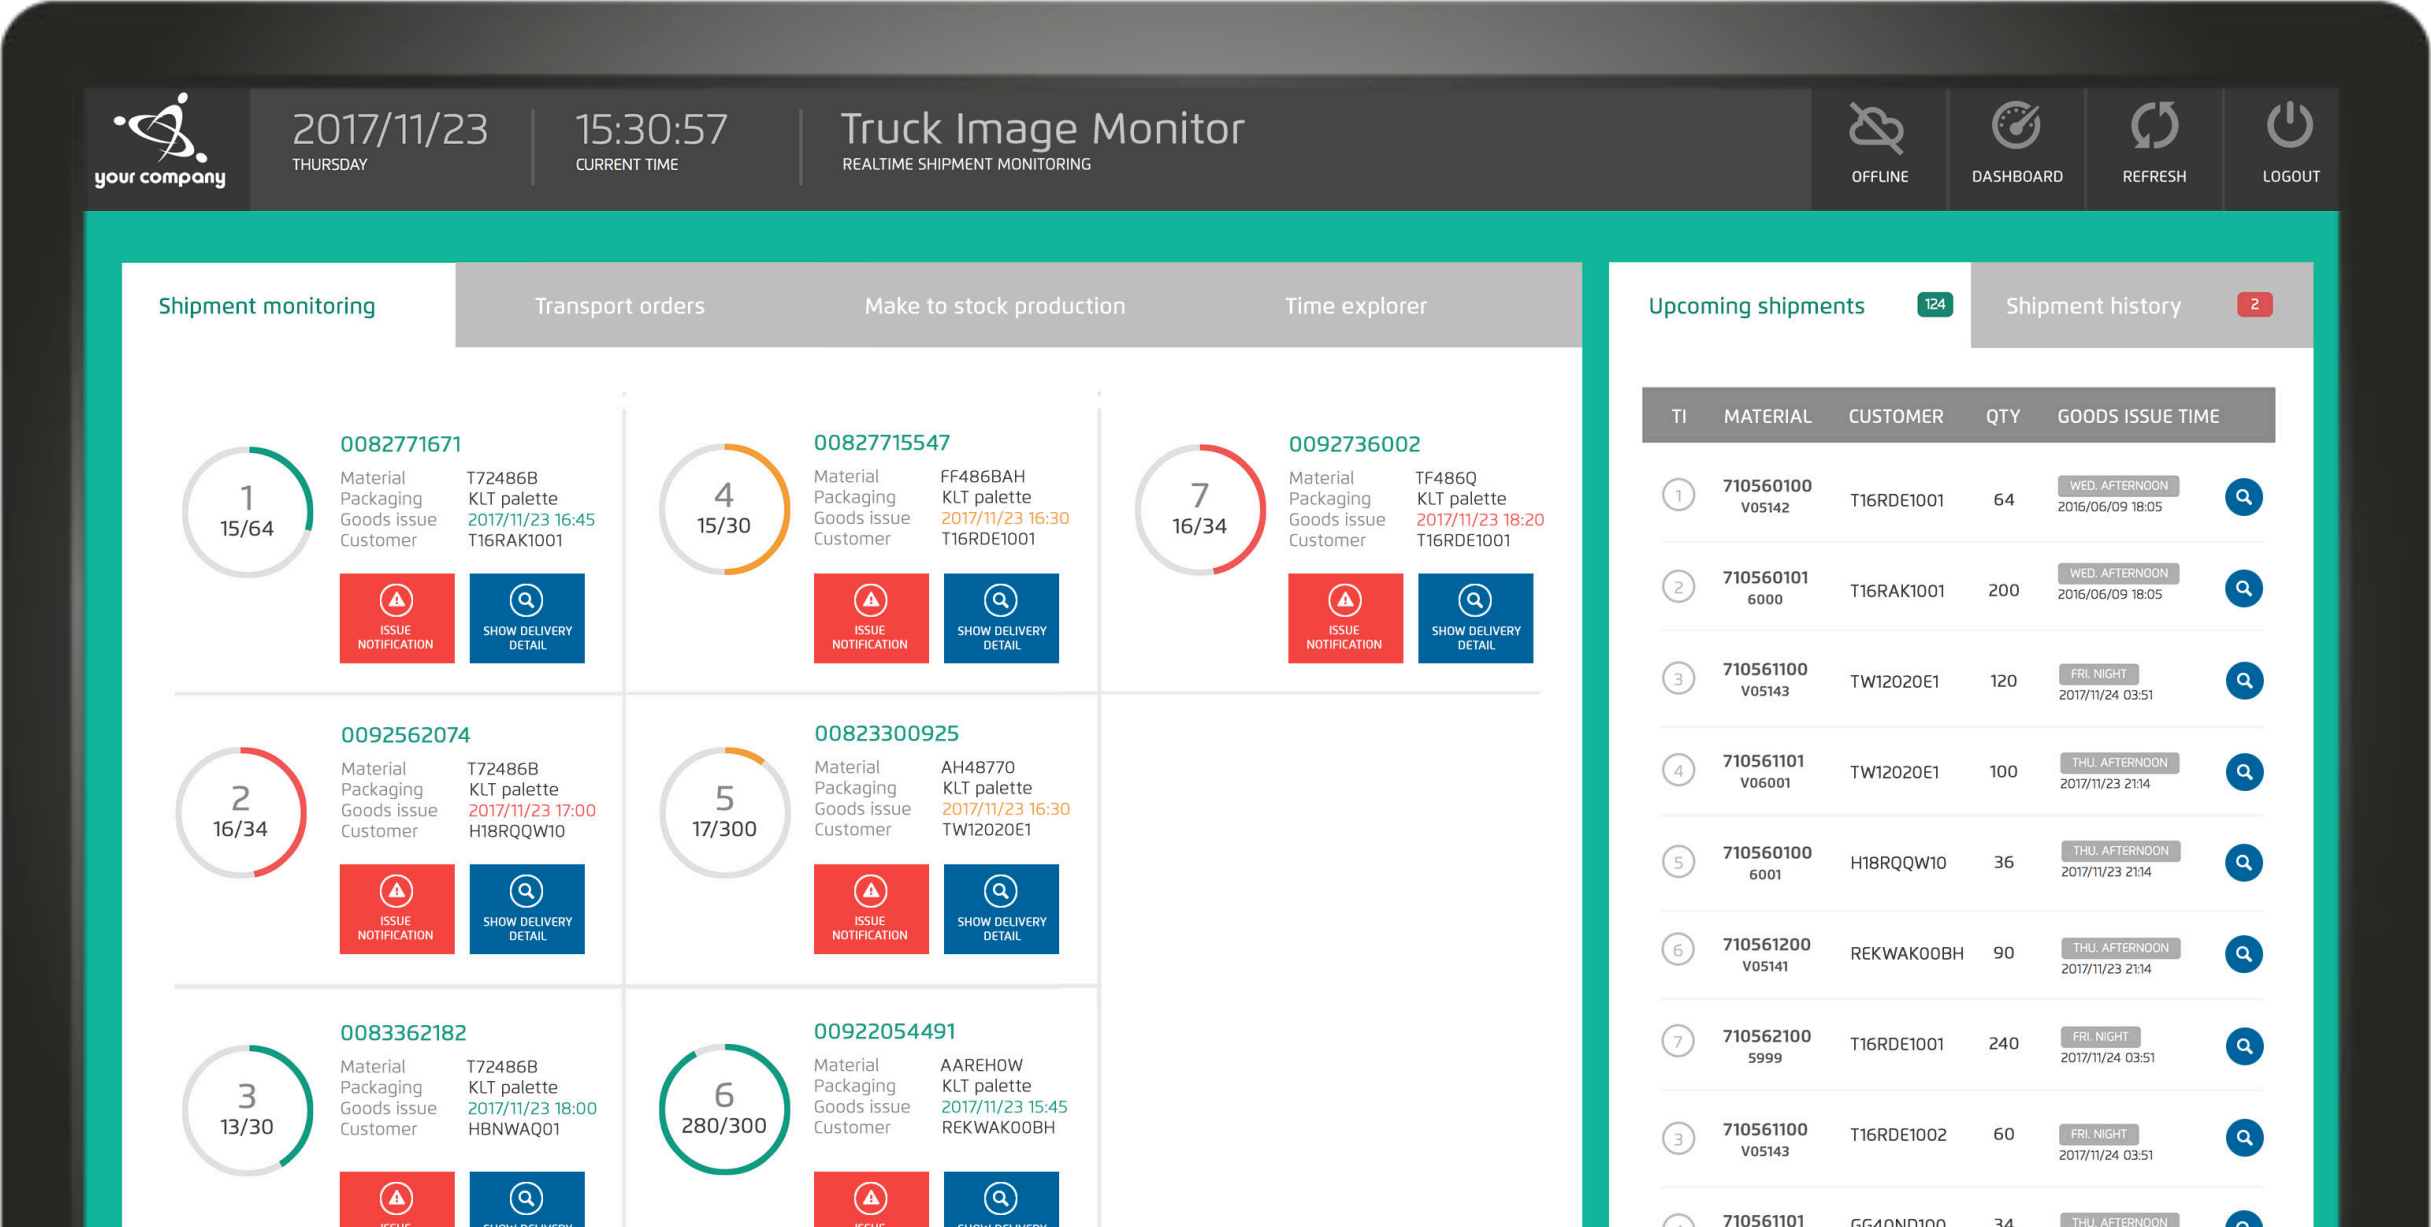 your company
2017/11/23
THURSDAY
15:30:57
CURRENT TIME
Truck Image Monitor
REALTIME SHIPMENT MONITORING
OFFLINE
DASHBOARD
REFRESH
LOGOUT
Shipment monitoring
Transport orders
Make to stock production
Time explorer
1
15/64
0082771671
Material T72486B
Packaging KLT palette
Goods issue 2017/11/23 16:45
Customer T16RAK1001
ISSUE
NOTIFICATION
SHOW DELIVERY
DETAIL
4
15/30
00827715547
Material FF486BAH
Packaging KLT palette
Goods issue 2017/11/23 16:30
Customer T16RDE1001
ISSUE
NOTIFICATION
SHOW DELIVERY
DETAIL
7
16/34
0092736002
Material TF486Q
Packaging KLT palette
Goods issue 2017/11/23 18:20
Customer T16RDE1001
ISSUE
NOTIFICATION
SHOW DELIVERY
DETAIL
2
16/34
0092562074
Material T72486B
Packaging KLT palette
Goods issue 2017/11/23 17:00
Customer H18RQQW10
ISSUE
NOTIFICATION
SHOW DELIVERY
DETAIL
5
17/300
00823300925
Material AH48770
Packaging KLT palette
Goods issue 2017/11/23 16:30
Customer TW12020E1
ISSUE
NOTIFICATION
SHOW DELIVERY
DETAIL
3
13/30
0083362182
Material T72486B
Packaging KLT palette
Goods issue 2017/11/23 18:00
Customer HBNWAQ01
ISSUE
SHOW DELIVERY
6
280/300
00922054491
Material AAREH0W
Packaging KLT palette
Goods issue 2017/11/23 15:45
Customer REKWAK00BH
ISSUE
SHOW DELIVERY
Upcoming shipments 124
Shipment history 2
TI MATERIAL CUSTOMER QTY GOODS ISSUE TIME
1 710560100 V05142 T16RDE1001 64 WED. AFTERNOON 2016/06/09 18:05
2 710560101 6000 T16RAK1001 200 WED. AFTERNOON 2016/06/09 18:05
3 710561100 V05143 TW12020E1 120 FRI. NIGHT 2017/11/24 03:51
4 710561101 V06001 TW12020E1 100 THU. AFTERNOON 2017/11/23 21:14
5 710560100 6001 H18RQQW10 36 THU. AFTERNOON 2017/11/23 21:14
6 710561200 V05141 REKWAK00BH 90 THU. AFTERNOON 2017/11/23 21:14
7 710562100 5999 T16RDE1001 240 FRI. NIGHT 2017/11/24 03:51
3 710561100 V05143 T16RDE1002 60 FRI. NIGHT 2017/11/24 03:51
710561101 GG40ND100 34 THU. AFTERNOON